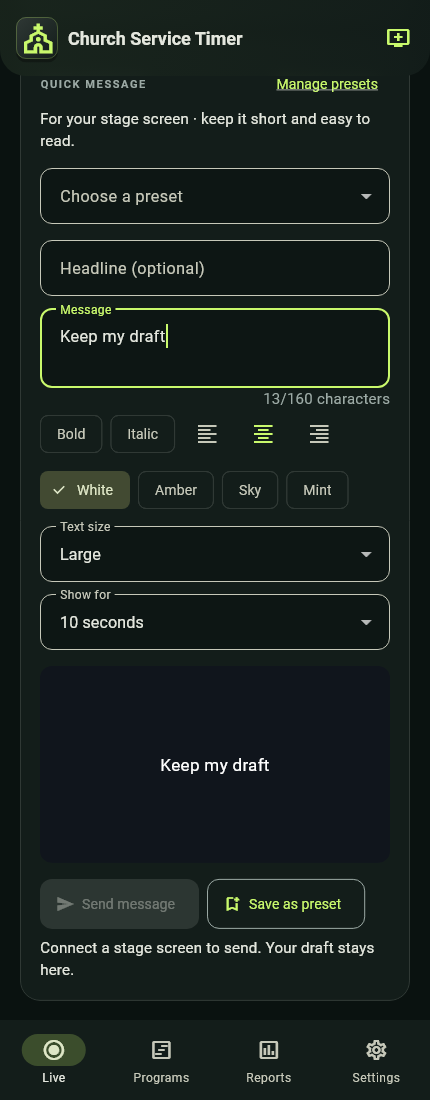 Church Service Timer
QUICK MESSAGE
Manage presets
For your stage screen · keep it short and easy to
read.
Choose a preset
Headline (optional)
Message
Keep my draft
13/160 characters
Bold
Italic
White
Amber
Sky
Mint
Text size
Large
Show for
10 seconds
Keep my draft
Send message
Save as preset
Connect a stage screen to send. Your draft stays
here.
Live
Programs
Reports
Settings